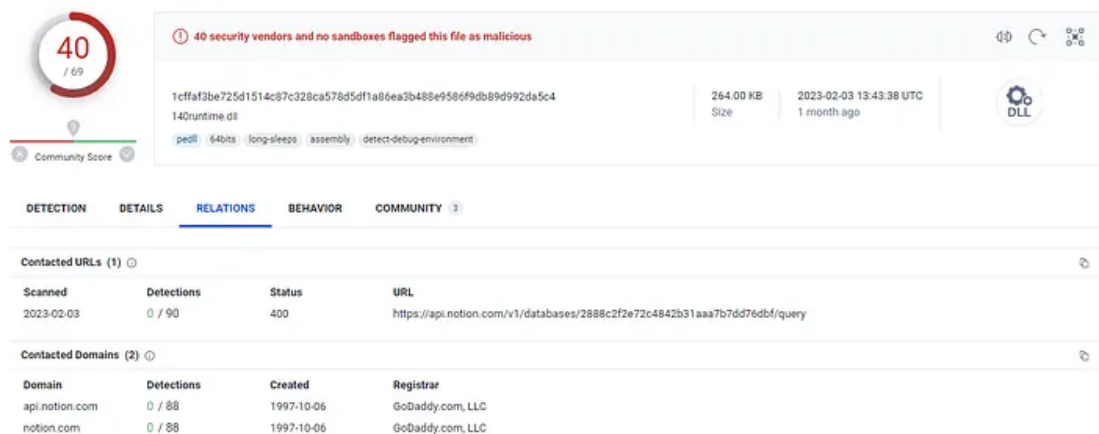 40
/ 69
Community Score
40 security vendors and no sandboxes flagged this file as malicious
1cffaf3be725d1514c87c328ca578d5df1a86ea3b488e9586f9db89d992da5c4
140runtime.dll
pedll 64bits long-sleeps assembly detect-debug-environment
264.00 KB
Size
2023-02-03 13:43:38 UTC
1 month ago
DLL
DETECTION DETAILS RELATIONS BEHAVIOR COMMUNITY 3
Contacted URLs (1)
Scanned Detections Status URL
2023-02-03 0 / 90 400 https://api.notion.com/v1/databases/2888c2f2e72c4842b31aaa7b7dd76dbf/query
Contacted Domains (2)
Domain Detections Created Registrar
api.notion.com 0 / 88 1997-10-06 GoDaddy.com, LLC
notion.com 0 / 88 1997-10-06 GoDaddy.com, LLC